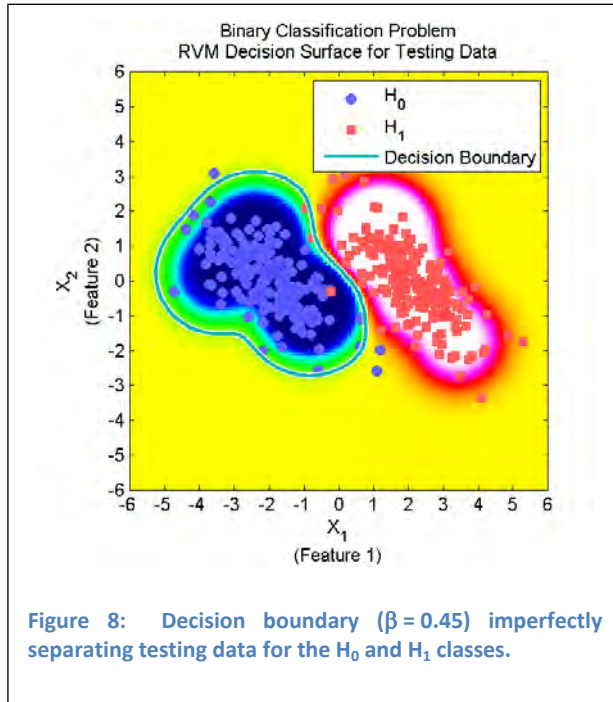 Binary Classification Problem
RVM Decision Surface for Testing Data
H0
H1
Decision Boundary
6
5
4
3
2
1
0
-1
-2
-3
-4
-5
-6
X2
(Feature 2)
-6 -5 -4 -3 -2 -1 0 1 2 3 4 5 6
X1
(Feature 1)
Figure 8: Decision boundary (β = 0.45) imperfectly
separating testing data for the H0 and H1 classes.